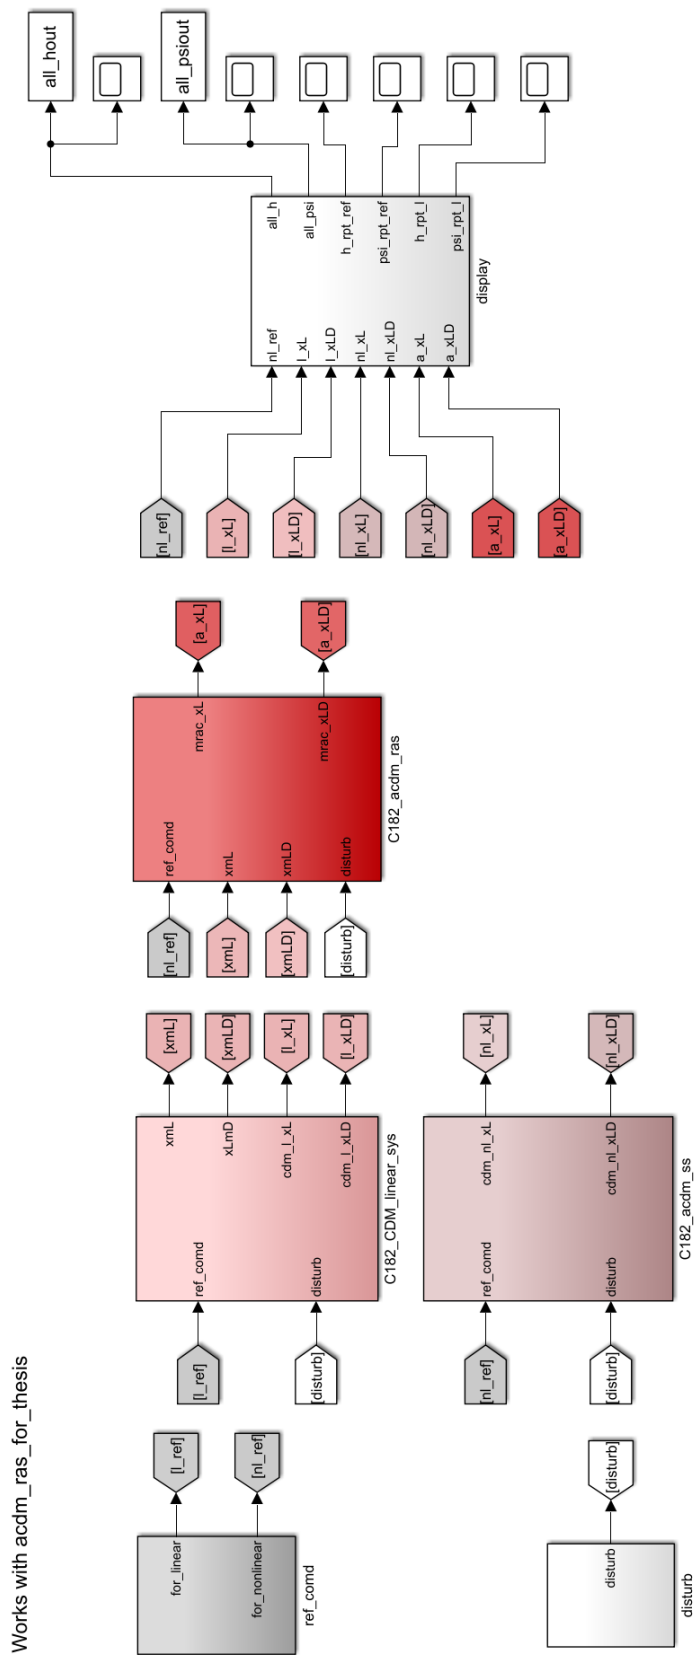 Works with acdm_ras_for_thesis
for_linear
for_nonlinear
ref_comd
[l_ref]
[nl_ref]
disturb
disturb
[disturb]
[l_ref]
[disturb]
ref_comd
disturb
xmL
xLmD
cdm_l_xL
cdm_l_xLD
C182_CDM_linear_sys
[xmL]
[xmLD]
[l_xL]
[l_xLD]
[nl_ref]
[disturb]
ref_comd
disturb
cdm_nl_xL
cdm_nl_xLD
C182_acdm_ss
[nl_xL]
[nl_xLD]
[nl_ref]
[xmL]
[xmLD]
[disturb]
ref_comd
xmL
xmLD
disturb
mrac_xL
mrac_xLD
C182_acdm_ras
[a_xL]
[a_xLD]
[nl_ref]
[l_xL]
[l_xLD]
[nl_xL]
[nl_xLD]
[a_xL]
[a_xLD]
nl_ref
l_xL
l_xLD
nl_xL
nl_xLD
a_xL
a_xLD
all_h
all_psi
h_rpt_ref
psi_rpt_ref
h_rpt_l
psi_rpt_l
display
all_hout
all_psiout